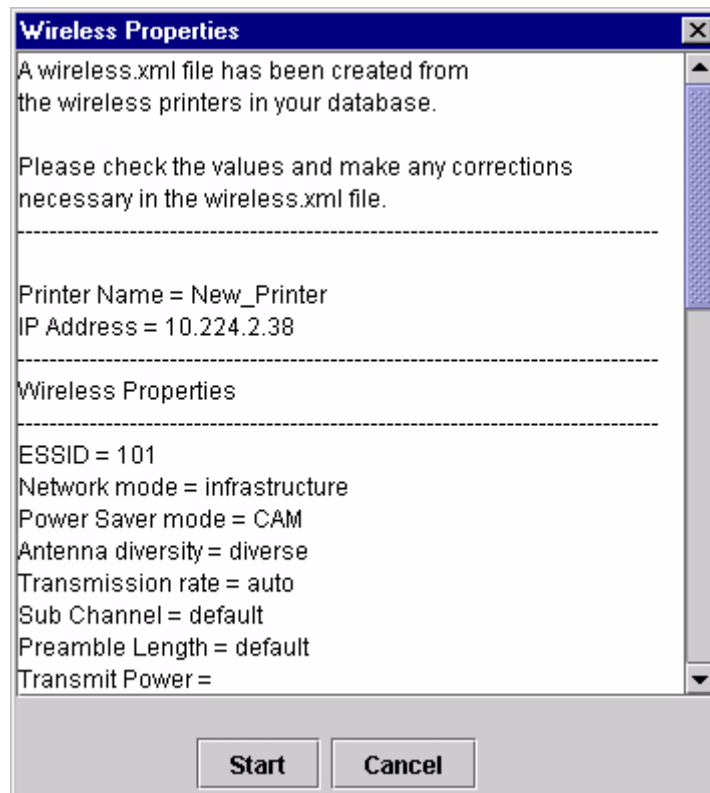 Wireless Properties
A wireless.xml file has been created from
the wireless printers in your database.
Please check the values and make any corrections
necessary in the wireless.xml file.
--------------------------------------------------------------------------------
Printer Name = New_Printer
IP Address = 10.224.2.38
--------------------------------------------------------------------------------
Wireless Properties
--------------------------------------------------------------------------------
ESSID = 101
Network mode = infrastructure
Power Saver mode = CAM
Antenna diversity = diverse
Transmission rate = auto
Sub Channel = default
Preamble Length = default
Transmit Power =
Start Cancel